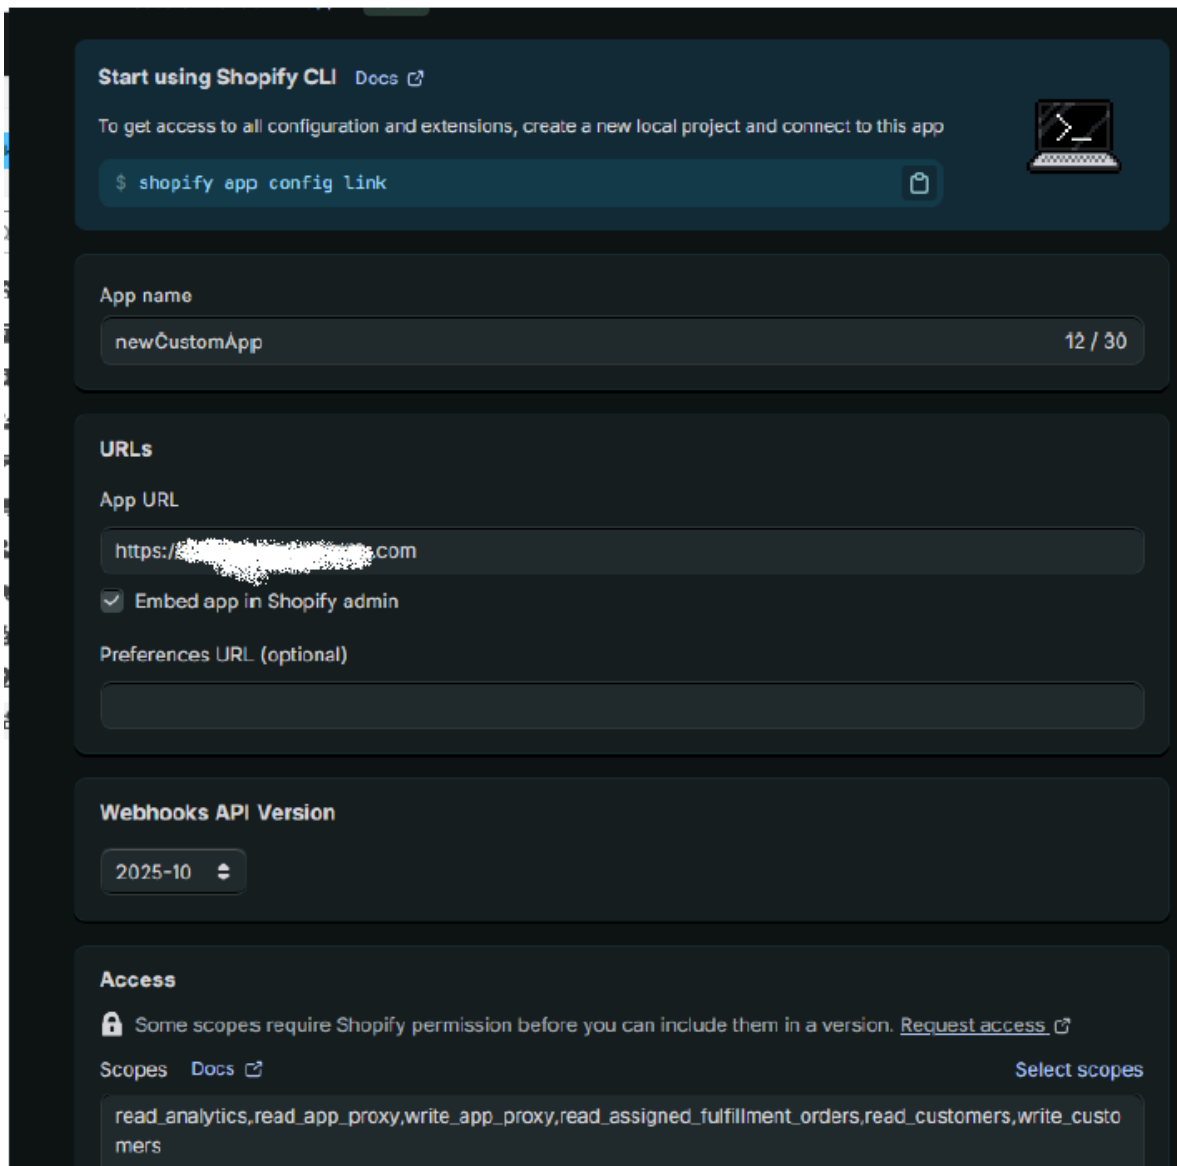 Start using Shopify CLI Docs
To get access to all configuration and extensions, create a new local project and connect to this app
$ shopify app config link
App name
newCustomApp 12 / 30
URLs
App URL
https:/ .com
Embed app in Shopify admin
Preferences URL (optional)
Webhooks API Version
2025-10
Access
Some scopes require Shopify permission before you can include them in a version. Request access
Scopes Docs Select scopes
read_analytics,read_app_proxy,write_app_proxy,read_assigned_fulfillment_orders,read_customers,write_custo
mers